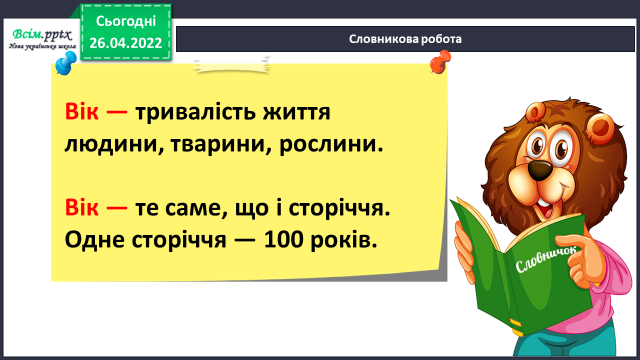 Всім.pptx
Нова українська школа
Сьогодні
26.04.2022
Словникова робота
Вік — тривалість життя
людини, тварини, рослини.
Вік — те саме, що і сторіччя.
Одне сторіччя — 100 років.
Словничок